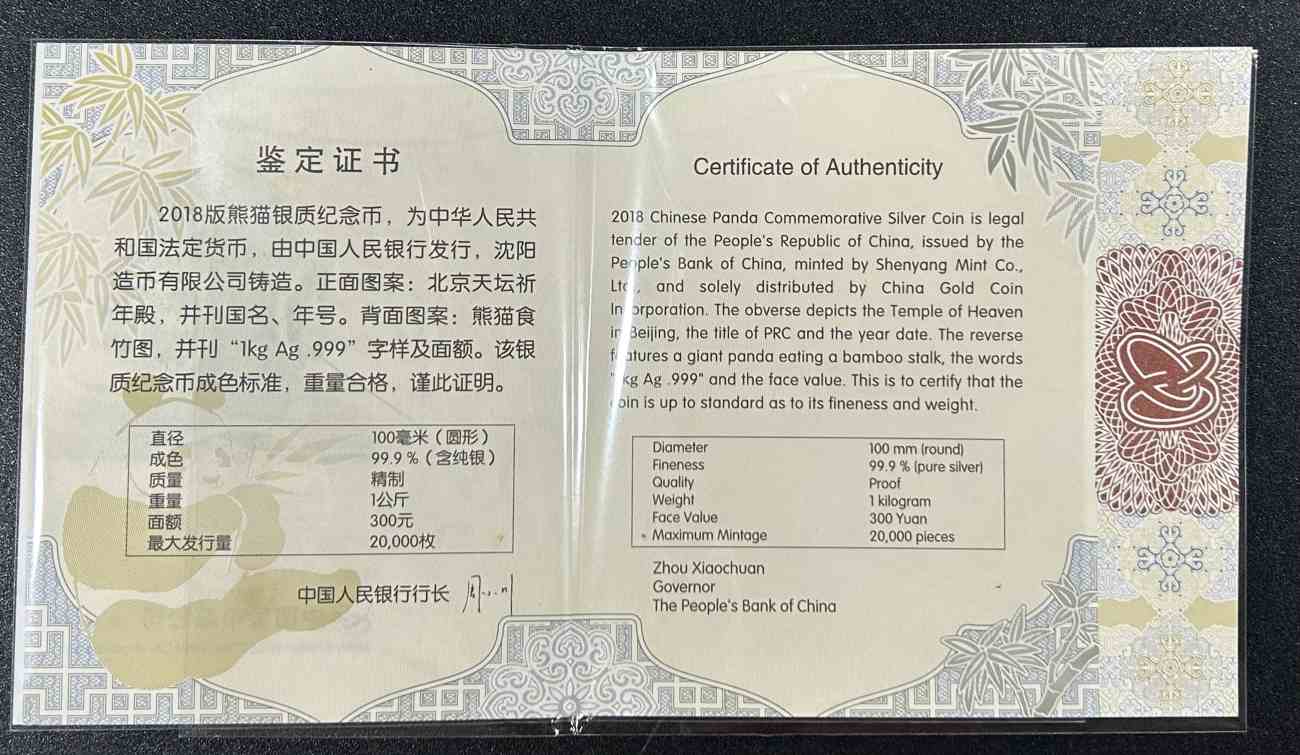 鉴定证书
2018版熊猫银质纪念币，为中华人民共
和国法定货币，由中国人民银行发行，沈阳
造币有限公司铸造。正面图案：北京天坛祈
年殿，并刊国名、年号。背面图案：熊猫食
竹图，并刊“1kg Ag .999”字样及面额。该银
质纪念币成色标准，重量合格，谨此证明。
直径 100毫米（圆形）
成色 99.9 %（含纯银）
质量 精制
重量 1公斤
面额 300元
最大发行量 20,000枚
中国人民银行行长
Certificate of Authenticity
2018 Chinese Panda Commemorative Silver Coin is legal
tender of the People's Republic of China, issued by the
People's Bank of China, minted by Shenyang Mint Co.,
Ltd., and solely distributed by China Gold Coin
Incorporation. The obverse depicts the Temple of Heaven
in Beijing, the title of PRC and the year date. The reverse
features a giant panda eating a bamboo stalk, the words
"1kg Ag .999" and the face value. This is to certify that the
coin is up to standard as to its fineness and weight.
Diameter 100 mm (round)
Fineness 99.9 % (pure silver)
Quality Proof
Weight 1 kilogram
Face Value 300 Yuan
Maximum Mintage 20,000 pieces
Zhou Xiaochuan
Governor
The People's Bank of China